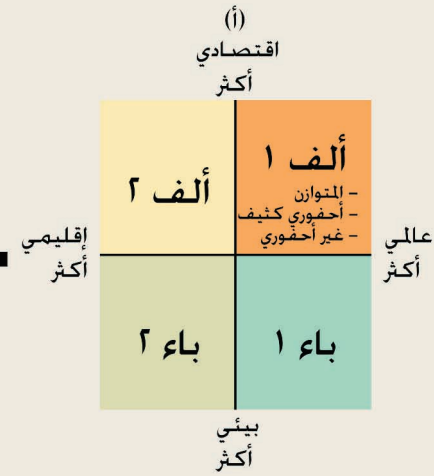 (أ)
اقتصادي
أكثر
ألف ١
– المتوازن
– أحفوري كثيف
– غير أحفوري
ألف ٢
عالمي
أكثر
إقليمي
أكثر
باء ١
باء ٢
بيئي
أكثر